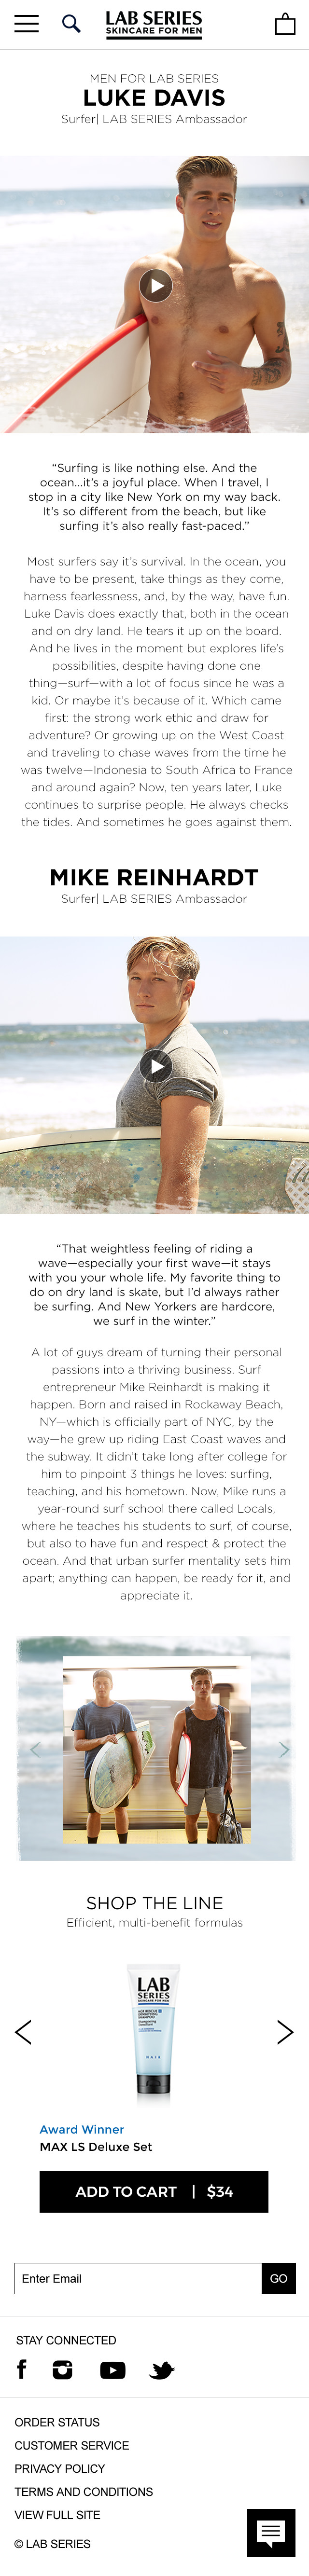 LAB SERIES
SKINCARE FOR MEN
MEN FOR LAB SERIES
LUKE DAVIS
Surfer| LAB SERIES Ambassador
“Surfing is like nothing else. And the
ocean...it’s a joyful place. When I travel, I
stop in a city like New York on my way back.
It’s so different from the beach, but like
surfing it’s also really fast-paced.”
Most surfers say it’s survival. In the ocean, you
have to be present, take things as they come,
harness fearlessness, and, by the way, have fun.
Luke Davis does exactly that, both in the ocean
and on dry land. He tears it up on the board.
And he lives in the moment but explores life’s
possibilities, despite having done one
thing—surf—with a lot of focus since he was a
kid. Or maybe it’s because of it. Which came
first: the strong work ethic and draw for
adventure? Or growing up on the West Coast
and traveling to chase waves from the time he
was twelve—Indonesia to South Africa to France
and around again? Now, ten years later, Luke
continues to surprise people. He always checks
the tides. And sometimes he goes against them.
MIKE REINHARDT
Surfer| LAB SERIES Ambassador
“That weightless feeling of riding a
wave—especially your first wave—it stays
with you your whole life. My favorite thing to
do on dry land is skate, but I’d always rather
be surfing. And New Yorkers are hardcore,
we surf in the winter.”
A lot of guys dream of turning their personal
passions into a thriving business. Surf
entrepreneur Mike Reinhardt is making it
happen. Born and raised in Rockaway Beach,
NY—which is officially part of NYC, by the
way—he grew up riding East Coast waves and
the subway. It didn’t take long after college for
him to pinpoint 3 things he loves: surfing,
teaching, and his hometown. Now, Mike runs a
year-round surf school there called Locals,
where he teaches his students to surf, of course,
but also to have fun and respect & protect the
ocean. And that urban surfer mentality sets him
apart; anything can happen, be ready for it, and
appreciate it.
SHOP THE LINE
Efficient, multi-benefit formulas
LAB
SERIES
SKINCARE FOR MEN
HAIR
Award Winner
MAX LS Deluxe Set
ADD TO CART | $34
Enter Email
GO
STAY CONNECTED
ORDER STATUS
CUSTOMER SERVICE
PRIVACY POLICY
TERMS AND CONDITIONS
VIEW FULL SITE
© LAB SERIES